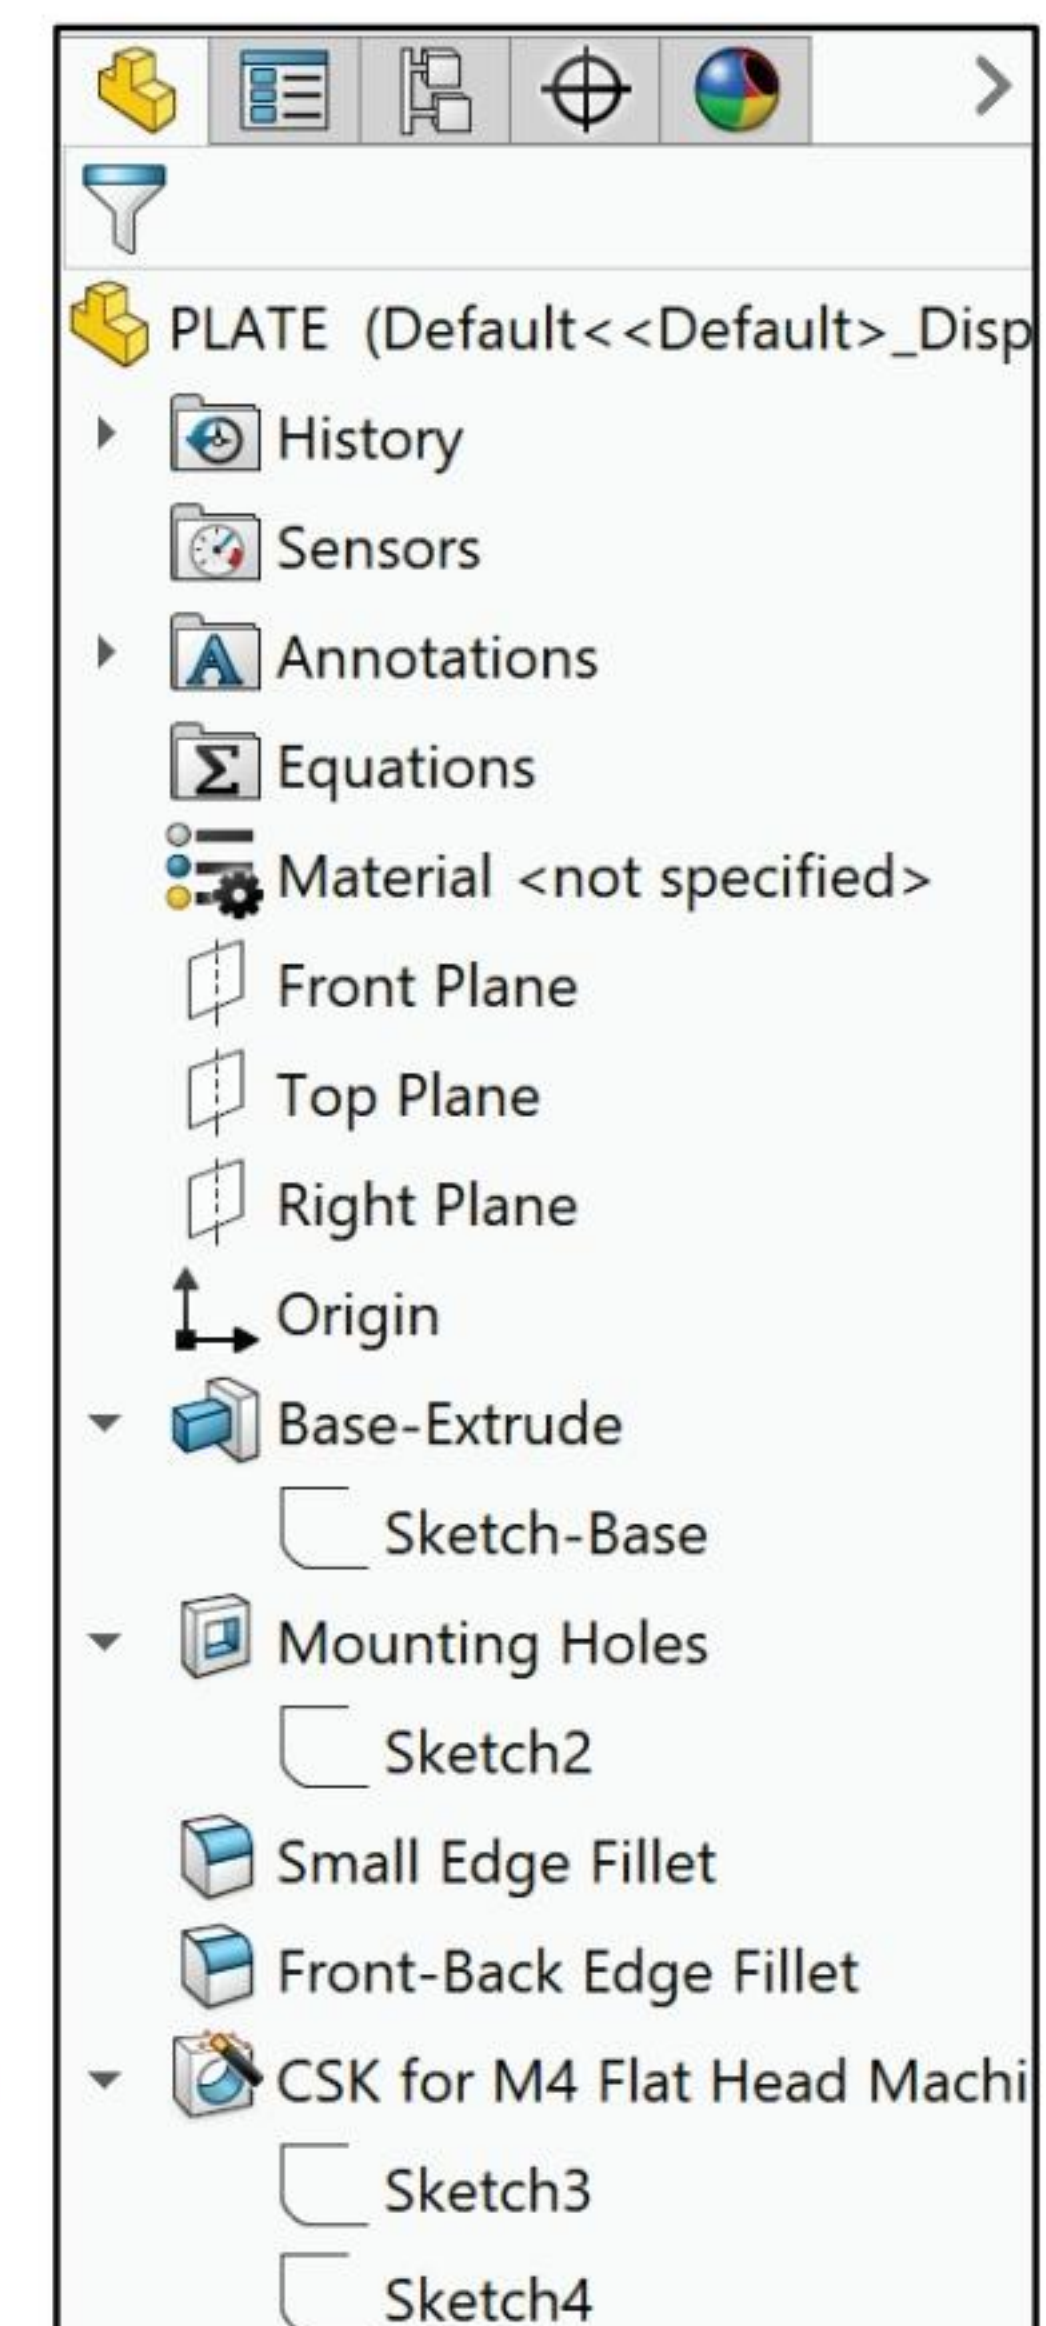 PLATE (Default<<Default>_Disp
History
Sensors
Annotations
Equations
Material <not specified>
Front Plane
Top Plane
Right Plane
Origin
Base-Extrude
Sketch-Base
Mounting Holes
Sketch2
Small Edge Fillet
Front-Back Edge Fillet
CSK for M4 Flat Head Machi
Sketch3
Sketch4